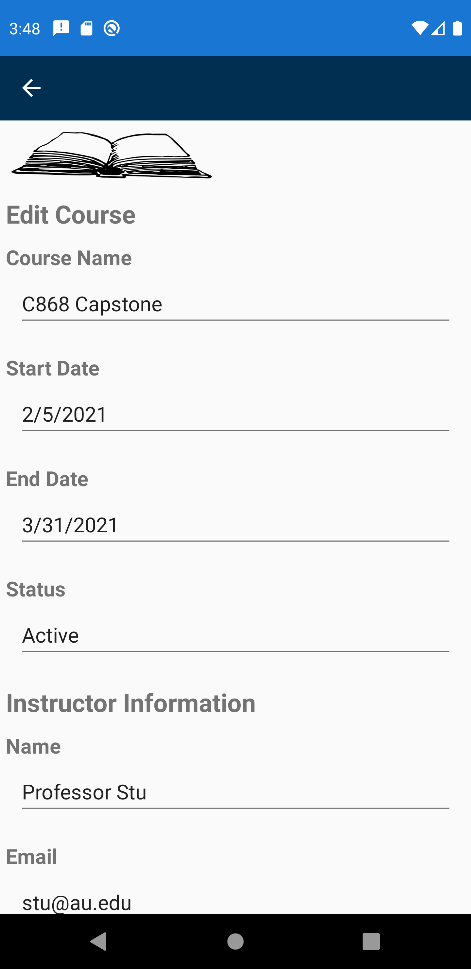 3:48
Edit Course
Course Name
C868 Capstone
Start Date
2/5/2021
End Date
3/31/2021
Status
Active
Instructor Information
Name
Professor Stu
Email
stu@au.edu